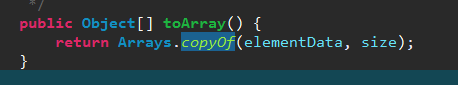 */
public Object[] toArray() {
return Arrays.copyOf(elementData, size);
}